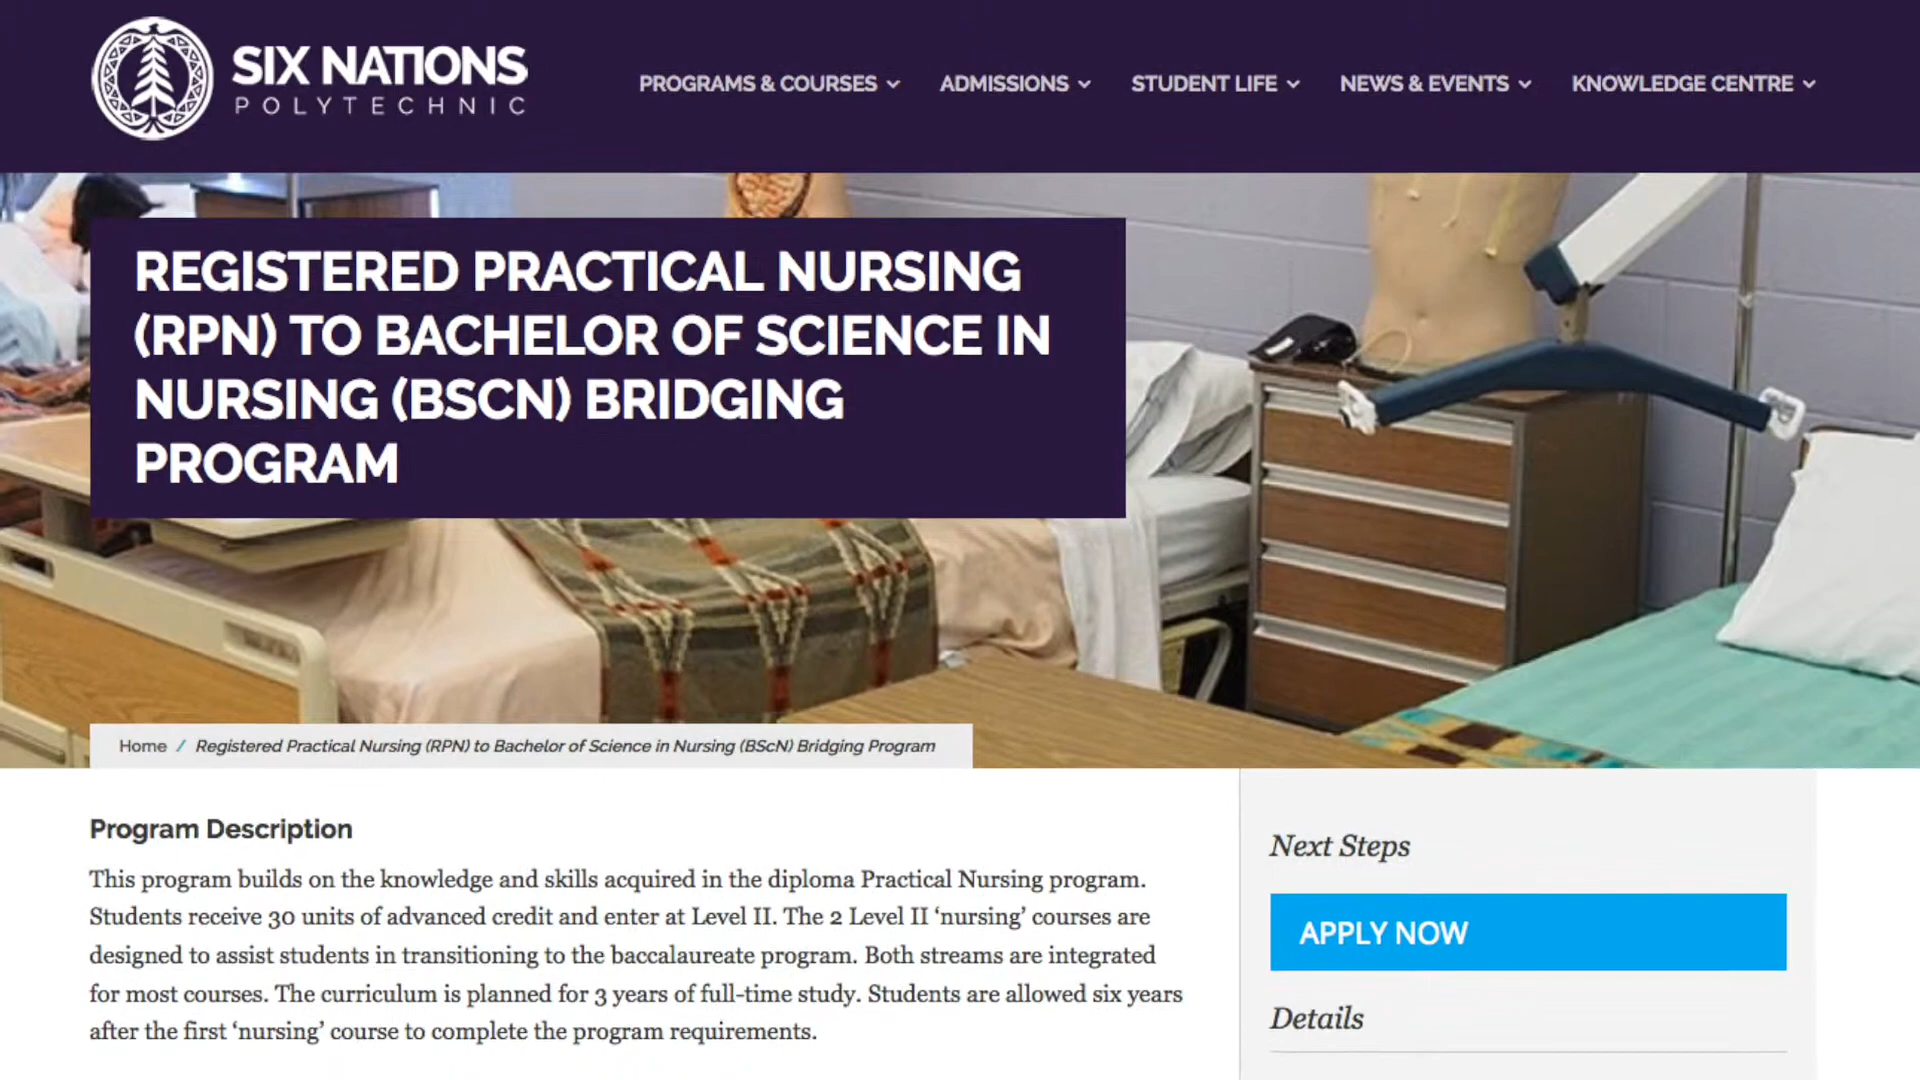 SIX NATIONS
POLYTECHNIC
PROGRAMS & COURSES
ADMISSIONS
STUDENT LIFE
NEWS & EVENTS
KNOWLEDGE CENTRE
REGISTERED PRACTICAL NURSING
(RPN) TO BACHELOR OF SCIENCE IN
NURSING (BSCN) BRIDGING
PROGRAM
Home / Registered Practical Nursing (RPN) to Bachelor of Science in Nursing (BScN) Bridging Program
Program Description
This program builds on the knowledge and skills acquired in the diploma Practical Nursing program.
Students receive 30 units of advanced credit and enter at Level II. The 2 Level II ‘nursing’ courses are
designed to assist students in transitioning to the baccalaureate program. Both streams are integrated
for most courses. The curriculum is planned for 3 years of full-time study. Students are allowed six years
after the first ‘nursing’ course to complete the program requirements.
Next Steps
APPLY NOW
Details